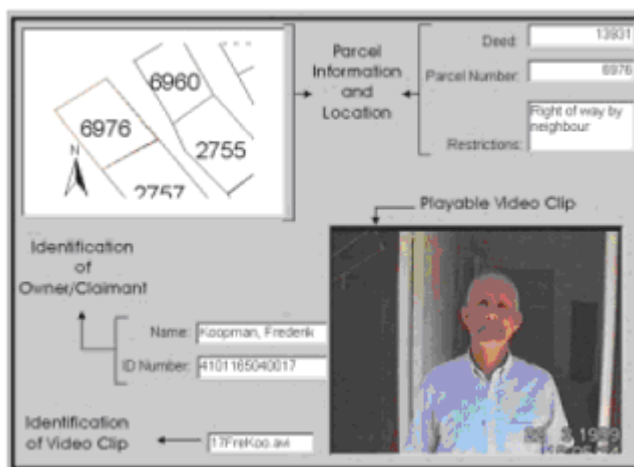 6960
6976
2755
2757
N
Parcel
Information
and
Location
Deed: 13931
Parcel Number: 6976
Restrictions: Right of way by
neighbour
Playable Video Clip
Identification
of
Owner/Claimant
Name: Koopman, Frederik
ID Number: 4101165040017
Identification
of Video Clip
17FreKoo.avi
1999